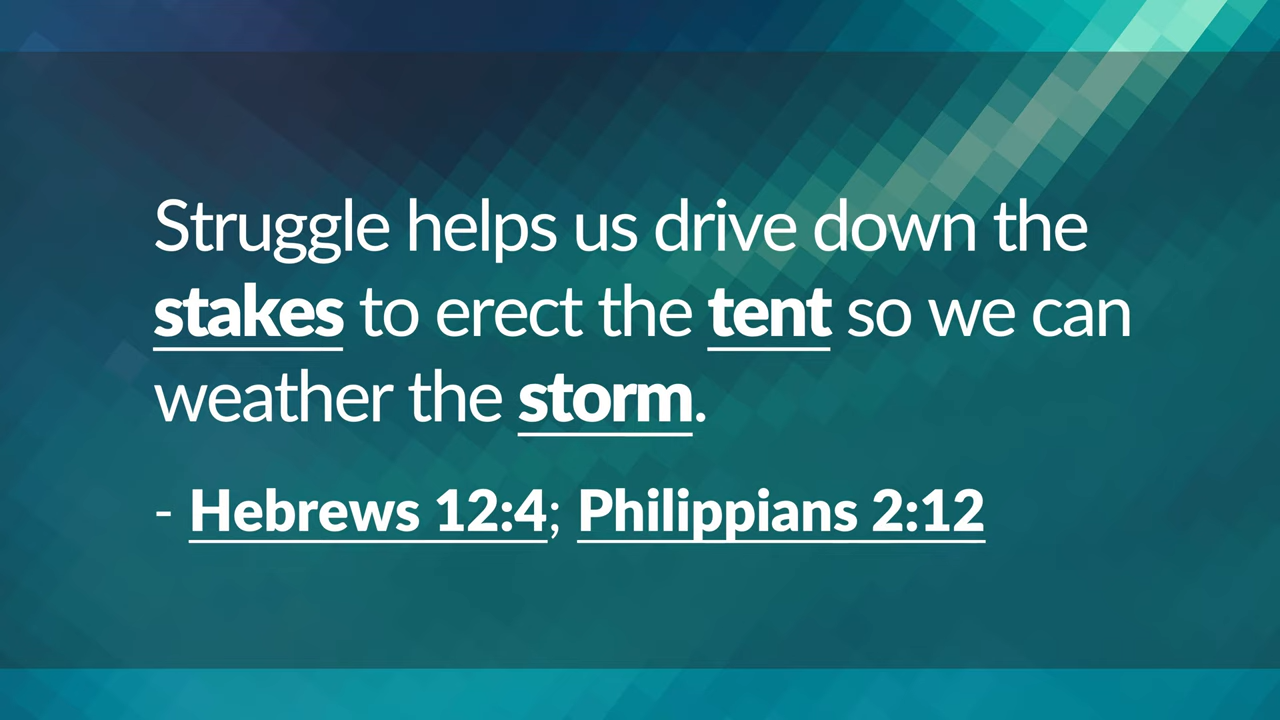 Struggle helps us drive down the
stakes to erect the tent so we can
weather the storm.
- Hebrews 12:4; Philippians 2:12